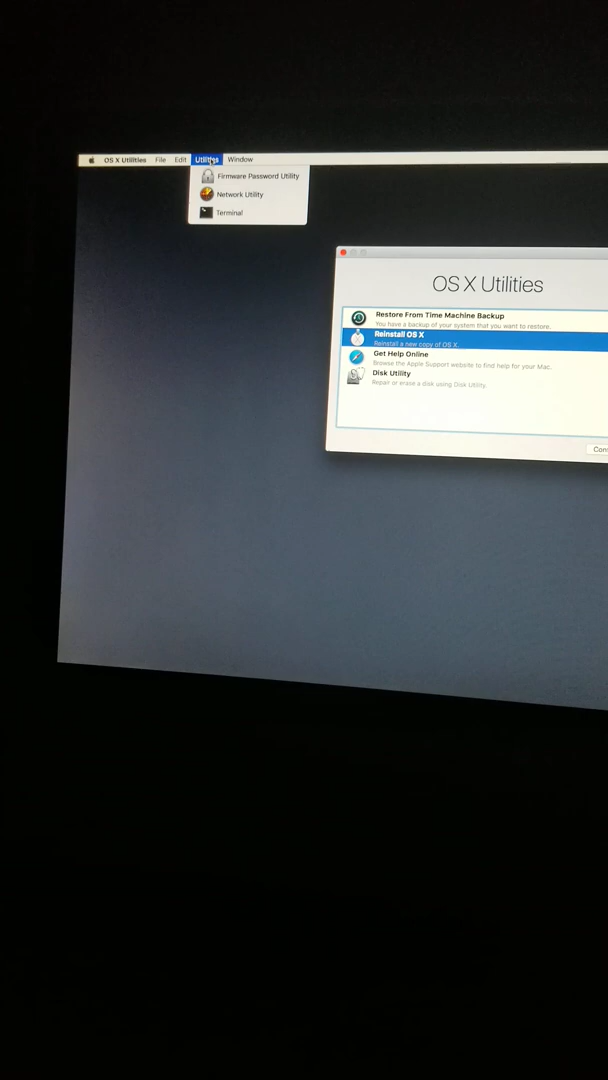 OS X Utilities File Edit Utilities Window
Firmware Password Utility
Network Utility
Terminal
OS X Utilities
Restore From Time Machine Backup
You have a backup of your system that you want to restore.
Reinstall OS X
Reinstall a new copy of OS X.
Get Help Online
Browse the Apple Support website to find help for your Mac.
Disk Utility
Repair or erase a disk using Disk Utility.